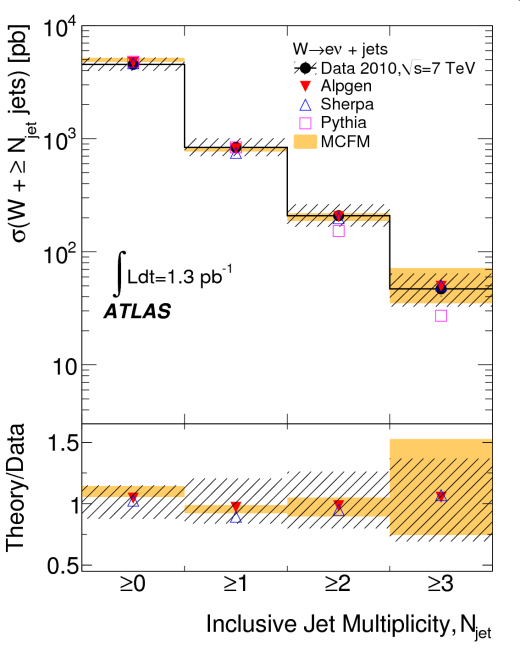 σ(W + ≥ N_jet jets) [pb]
10⁴
10³
10²
10
W→eν + jets
Data 2010,√s=7 TeV
Alpgen
Sherpa
Pythia
MCFM
∫Ldt=1.3 pb⁻¹
ATLAS
Theory/Data
1.5
1
0.5
≥0 ≥1 ≥2 ≥3
Inclusive Jet Multiplicity, N_jet